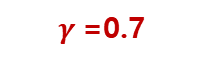 γ = 0.7